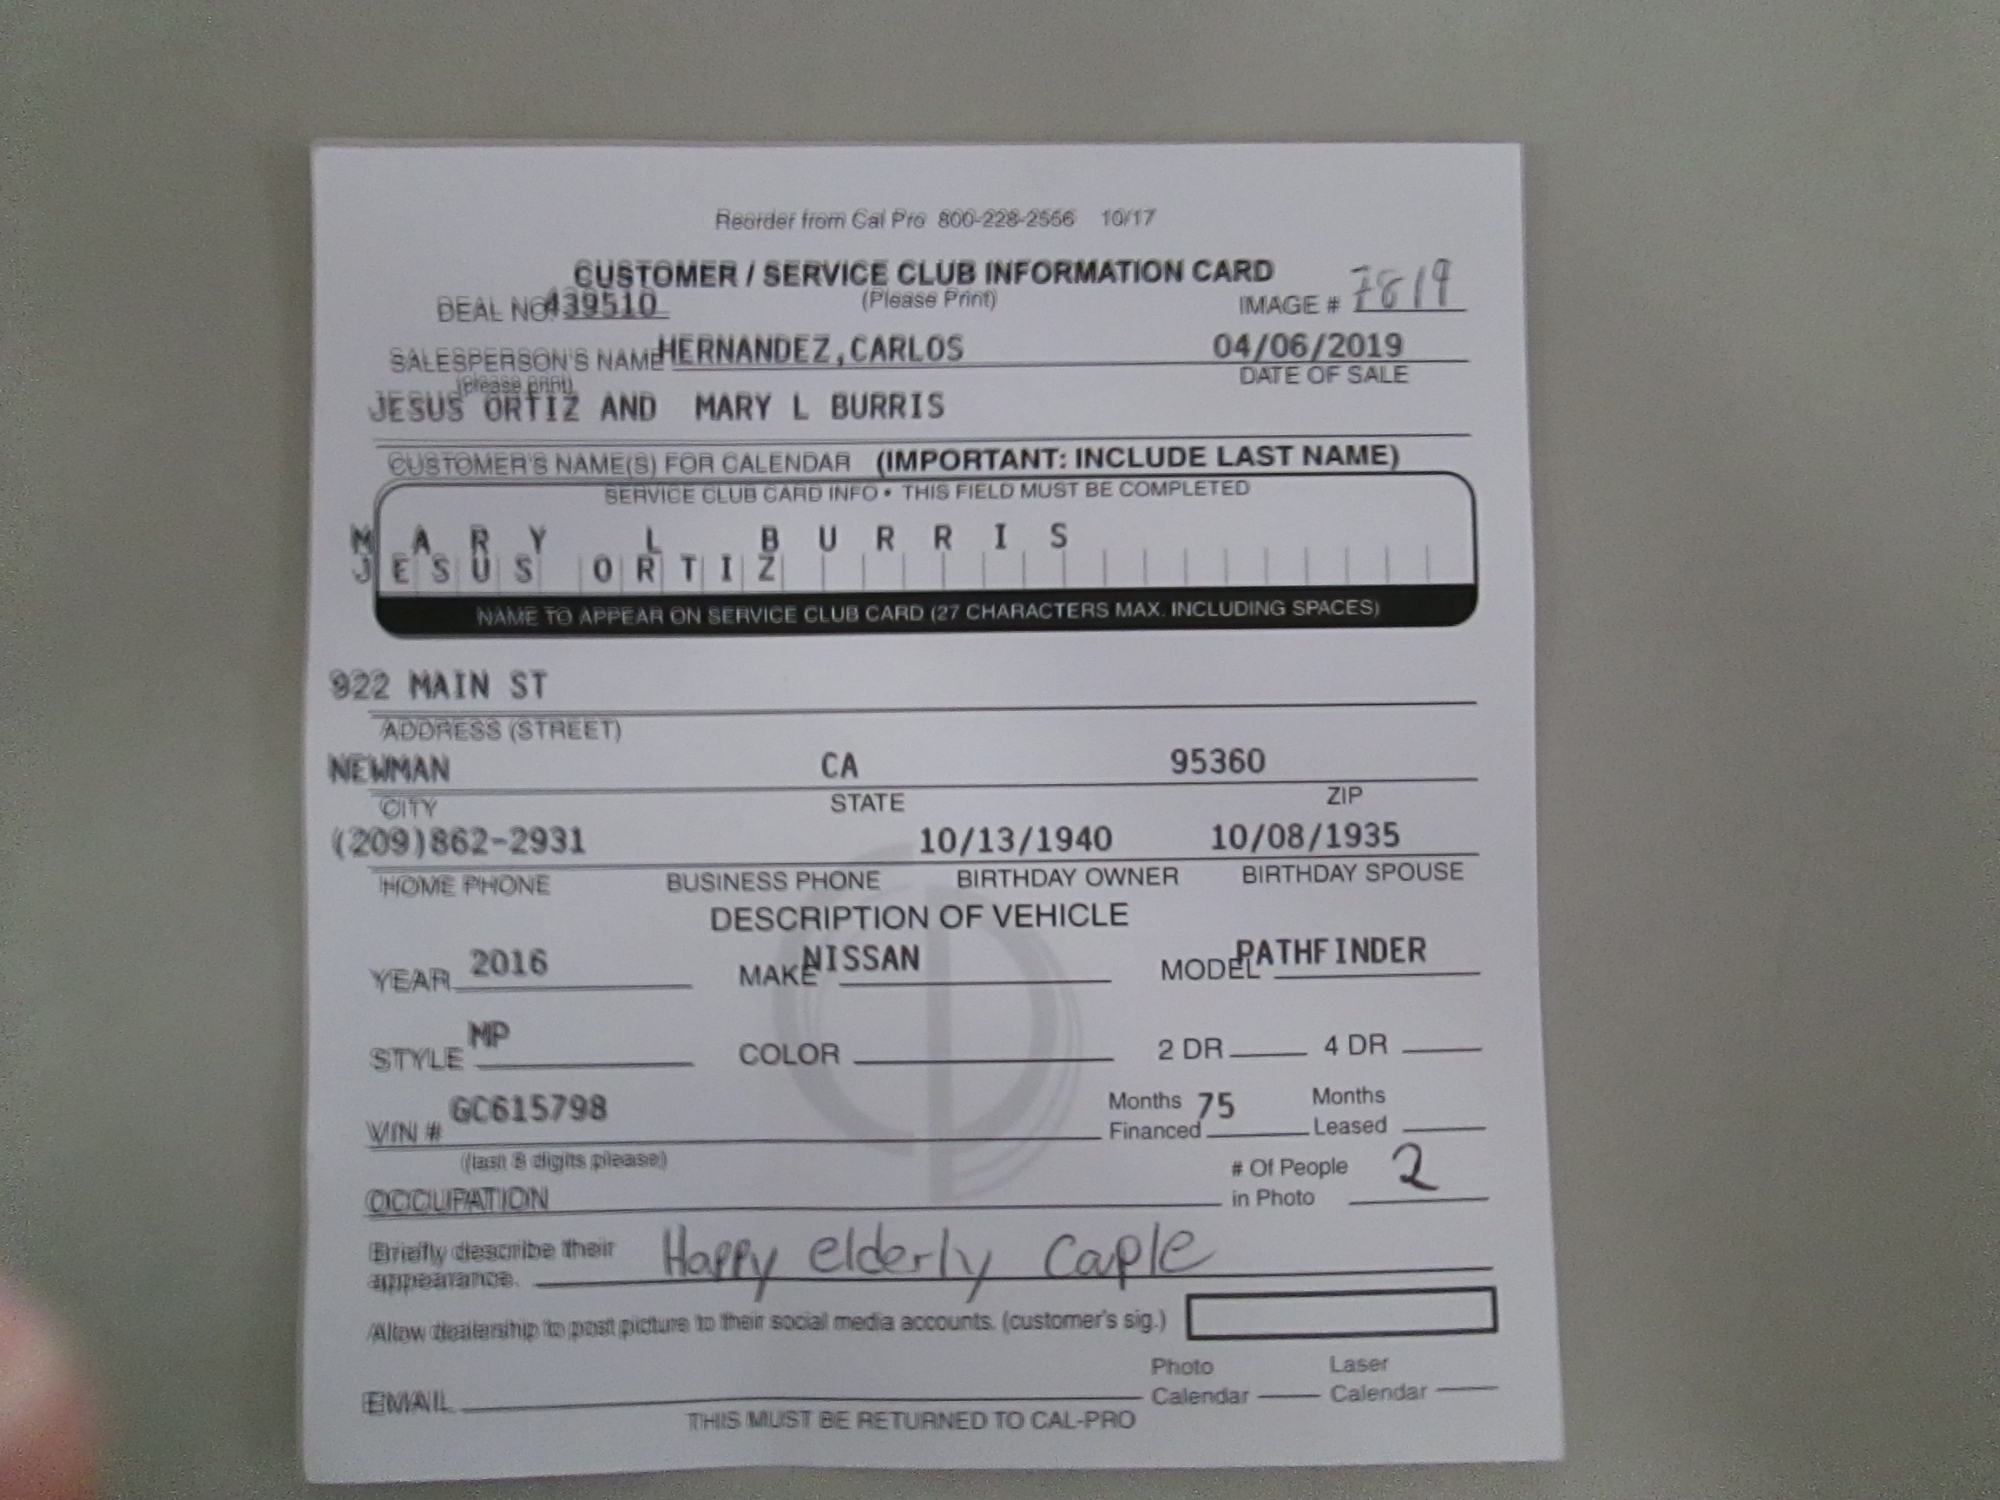 Reorder from Cal Pro 800-228-2556 10/17
CUSTOMER / SERVICE CLUB INFORMATION CARD
DEAL NO. 439510 (Please Print) IMAGE # 7819
SALESPERSON'S NAME HERNANDEZ,CARLOS 04/06/2019
(please print) DATE OF SALE
JESUS ORTIZ AND MARY L BURRIS
CUSTOMER'S NAME(S) FOR CALENDAR (IMPORTANT: INCLUDE LAST NAME)
SERVICE CLUB CARD INFO • THIS FIELD MUST BE COMPLETED
MARY L BURRIS
JESUS ORTIZ
NAME TO APPEAR ON SERVICE CLUB CARD (27 CHARACTERS MAX. INCLUDING SPACES)
922 MAIN ST
ADDRESS (STREET)
NEWMAN CA 95360
CITY STATE ZIP
(209)862-2931 10/13/1940 10/08/1935
HOME PHONE BUSINESS PHONE BIRTHDAY OWNER BIRTHDAY SPOUSE
DESCRIPTION OF VEHICLE
YEAR 2016 MAKE NISSAN MODEL PATHFINDER
STYLE MP COLOR 2 DR 4 DR
VIN # GC615798 Months Financed 75 Months Leased
(last 8 digits please)
OCCUPATION # Of People in Photo 2
Briefly describe their appearance. Happy elderly Caple
Allow dealership to post picture to their social media accounts. (customer's sig.)
EMAIL Photo Calendar Laser Calendar
THIS MUST BE RETURNED TO CAL-PRO